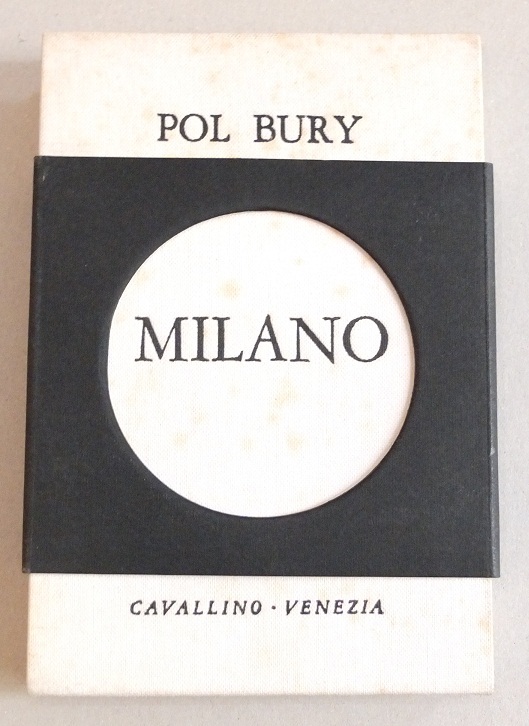 POL BURY
MILANO
CAVALLINO · VENEZIA